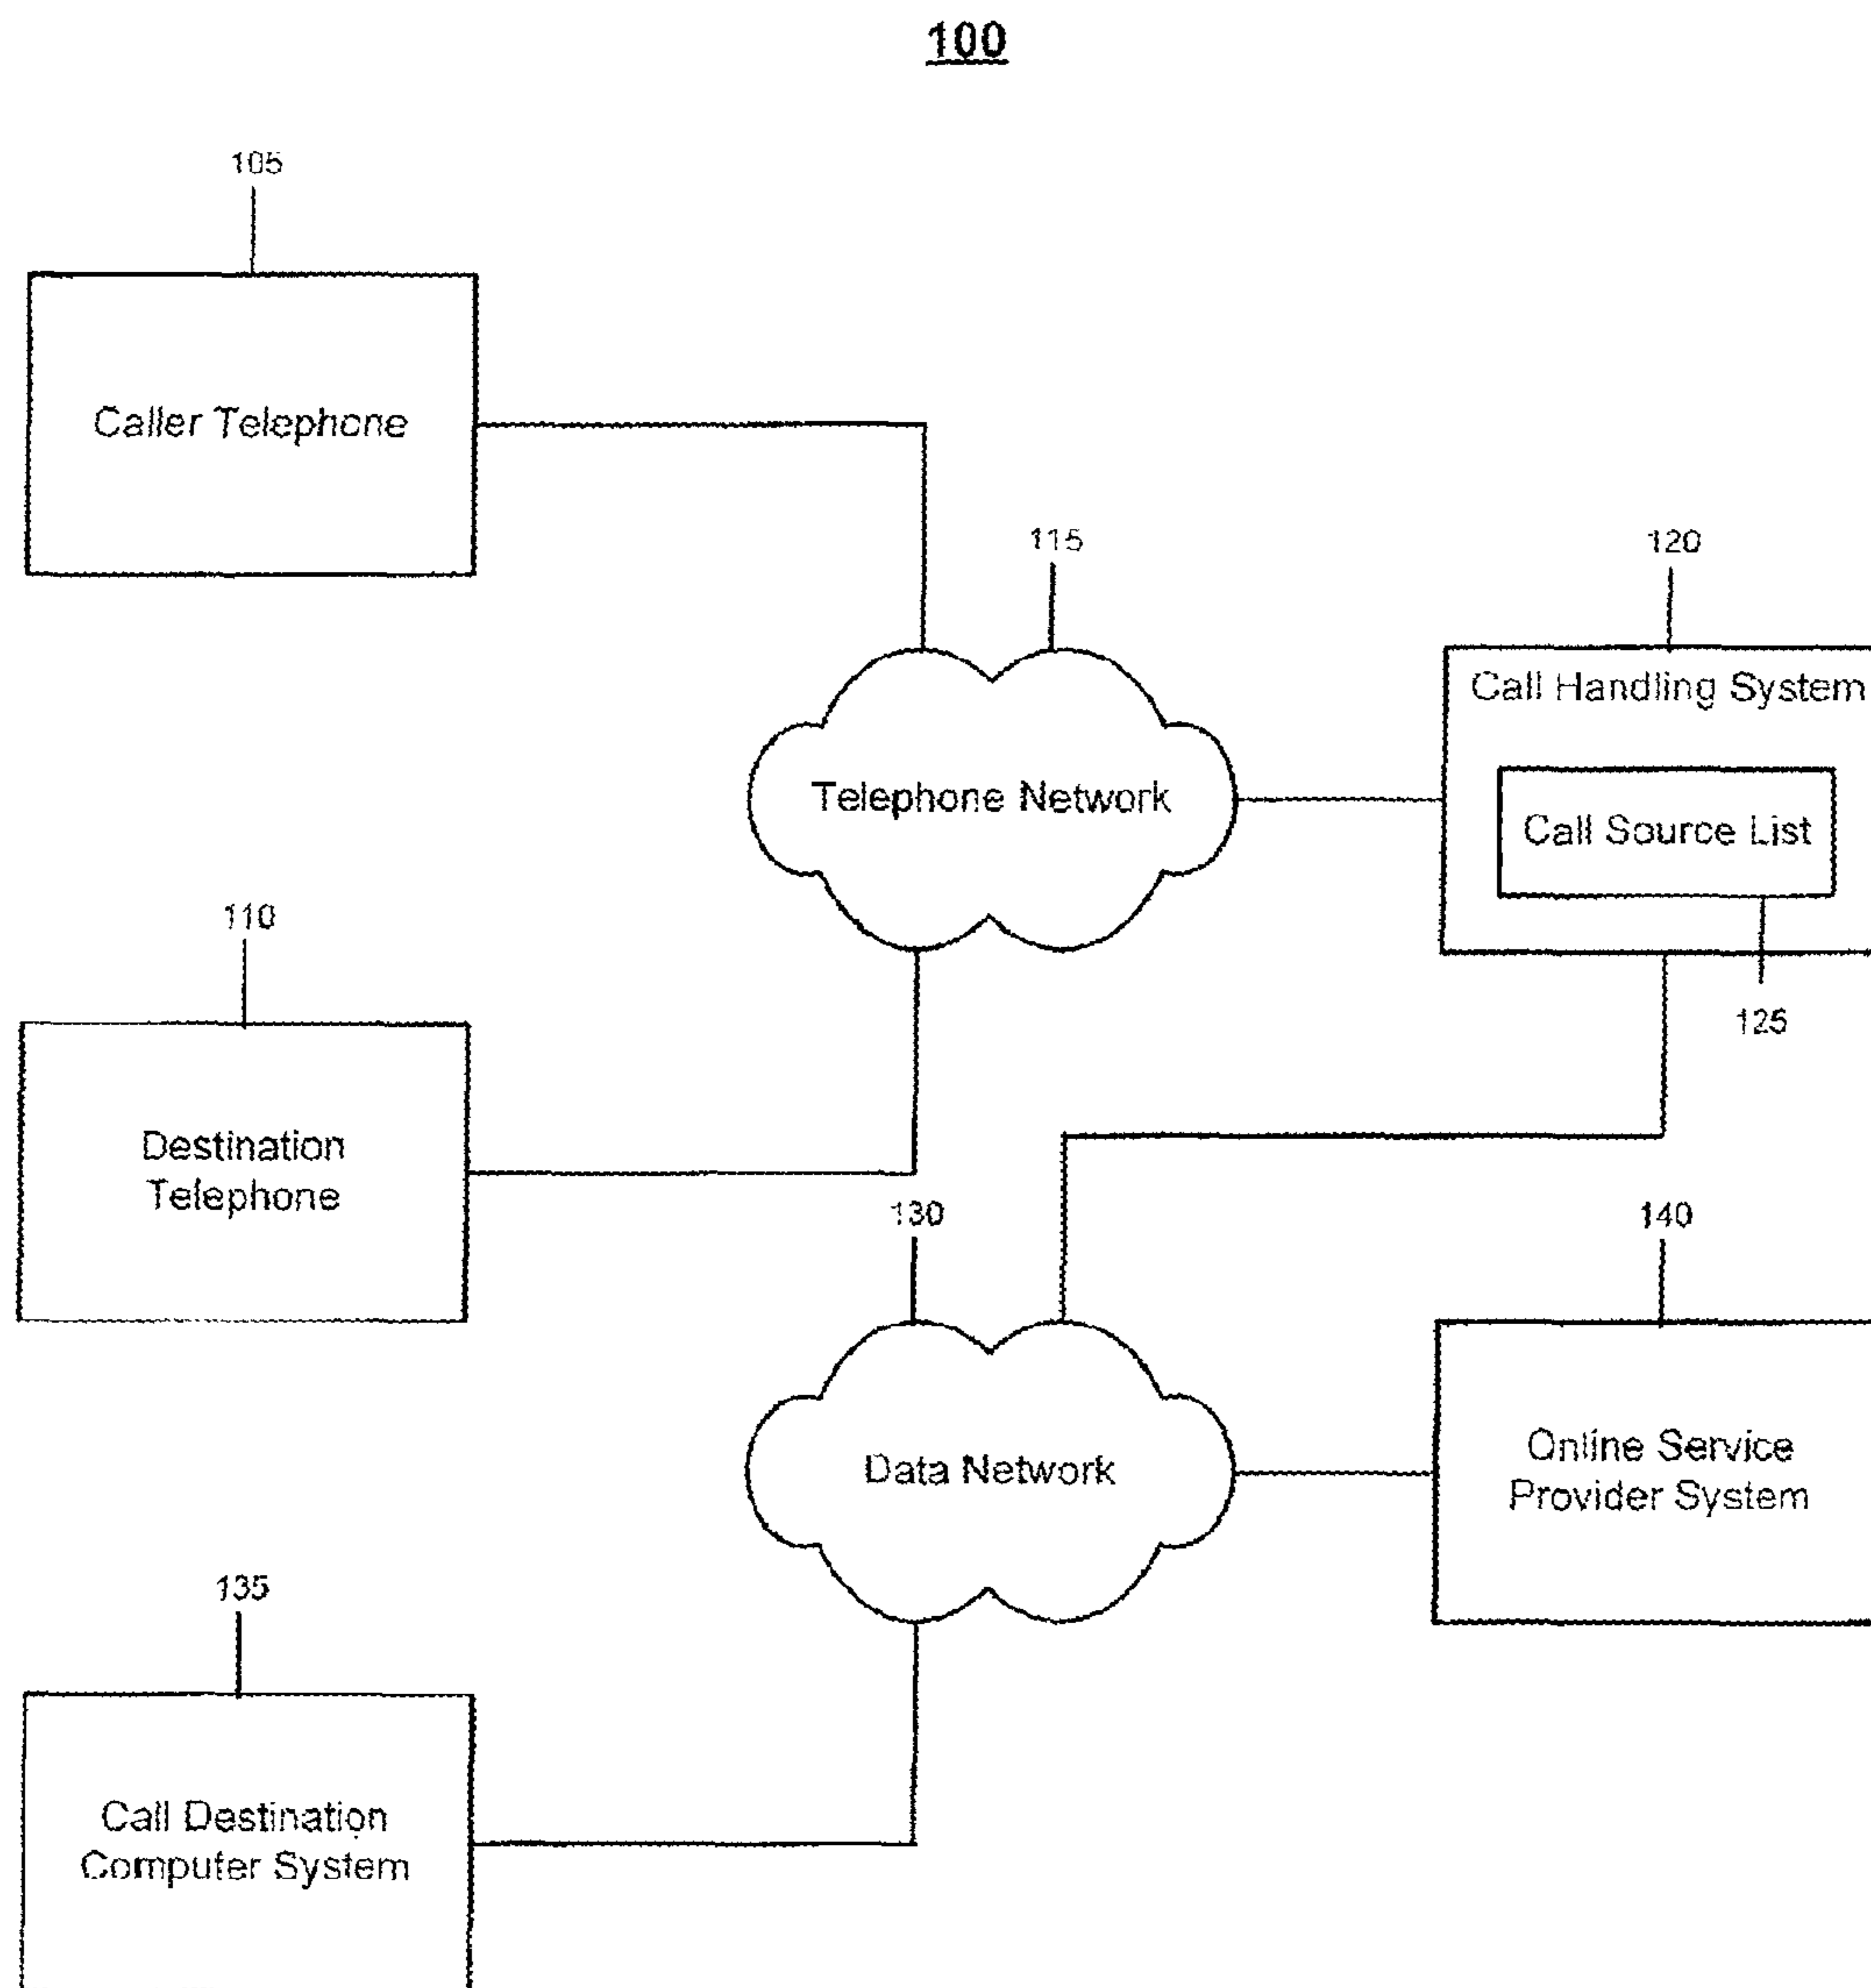 100
105
Caller Telephone
115
120
Call Handling System
Telephone Network
Call Source List
110
125
Destination
Telephone
130
140
Data Network
Online Service
Provider System
135
Call Destination
Computer System